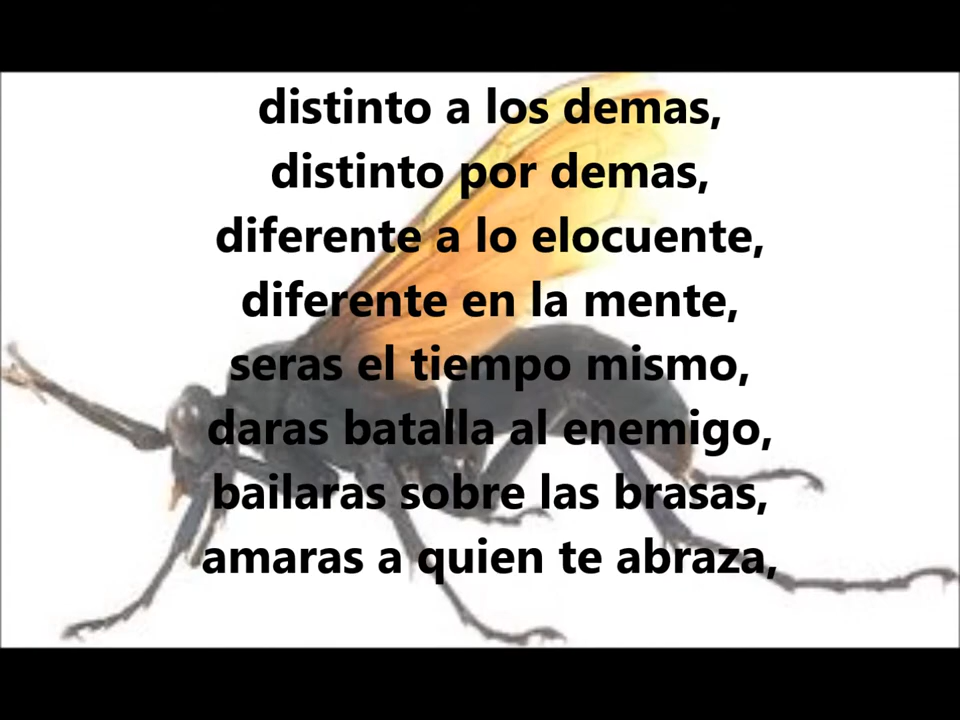 distinto a los demas,
distinto por demas,
diferente a lo elocuente,
diferente en la mente,
seras el tiempo mismo,
daras batalla al enemigo,
bailaras sobre las brasas,
amaras a quien te abraza,